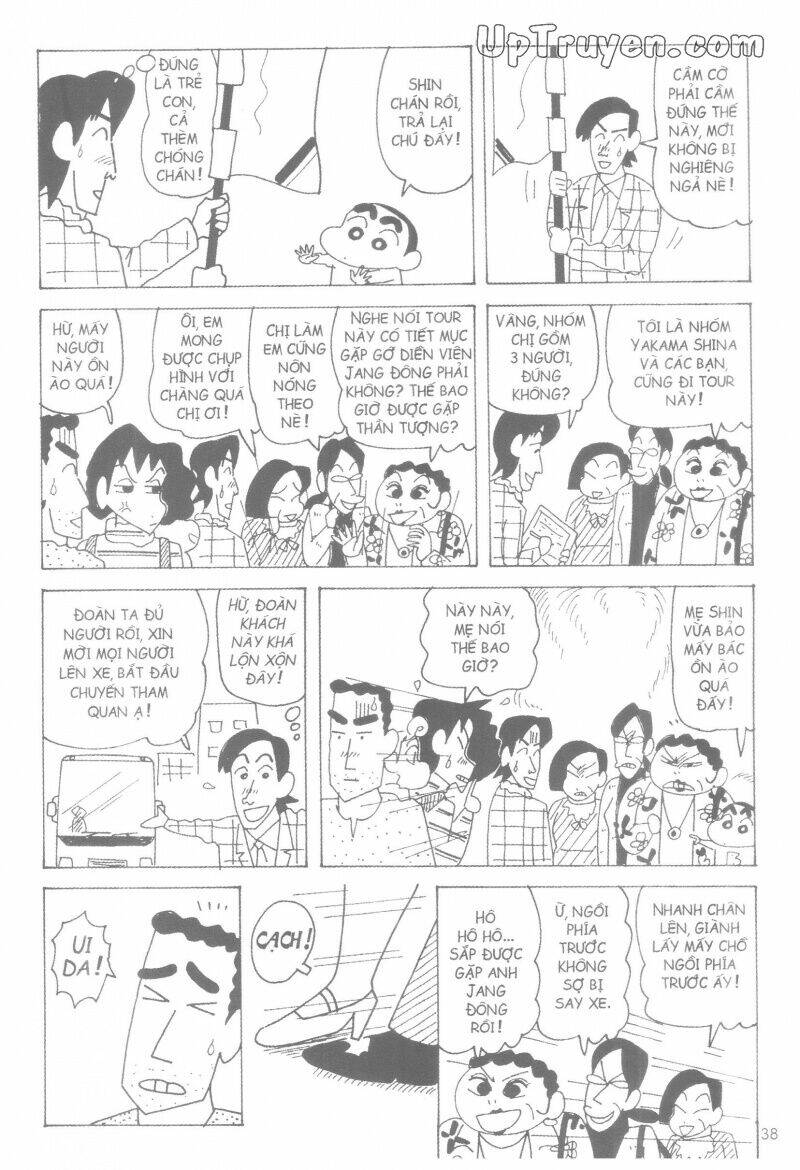 UpTruyen.com
CẦM CỜ
PHẢI CẦM
ĐỨNG THẾ
NÀY, MỚI
KHÔNG BỊ
NGHIÊNG
NGẢ NÈ!
SHIN
CHÁN RỒI,
TRẢ LẠI
CHÚ ĐẤY!
ĐÚNG
LÀ TRẺ
CON,
CẢ
THÈM
CHÓNG
CHÁN!
TÔI LÀ NHÓM
YAKAMA SHINA
VÀ CÁC BẠN,
CŨNG ĐI TOUR
NÀY!
VÂNG, NHÓM
CHỊ GỒM
3 NGƯỜI,
ĐÚNG
KHÔNG?
NGHE NÓI TOUR
NÀY CÓ TIẾT MỤC
GẶP GỠ DIỄN VIÊN
JANG ĐÔNG PHẢI
KHÔNG? THẾ BAO
GIỜ ĐƯỢC GẶP
THẦN TƯỢNG?
CHỊ LÀM
EM CŨNG
NÔN
NÓNG
THEO
NÈ!
ÔI, EM
MONG
ĐƯỢC CHỤP
HÌNH VỚI
CHÀNG QUÁ
CHỊ ƠI!
HỪ, MẤY
NGƯỜI
NÀY ỒN
ÀO QUÁ!
MẸ SHIN
VỪA BẢO
MẤY BÁC
ỒN ÀO
QUÁ
ĐẤY!
NÀY NÀY,
MẸ NÓI
THẾ BAO
GIỜ?
HỪ, ĐOÀN
KHÁCH
NÀY KHÁ
LỘN XỘN
ĐÂY!
ĐOÀN TA ĐỦ
NGƯỜI RỒI, XIN
MỜI MỌI NGƯỜI
LÊN XE, BẮT ĐẦU
CHUYẾN THAM
QUAN Ạ!
NHANH CHÂN
LÊN, GIÀNH
LẤY MẤY CHỖ
NGỒI PHÍA
TRƯỚC ẤY!
Ừ, NGỒI
PHÍA
TRƯỚC
KHÔNG
SỢ BỊ
SAY XE.
HÔ
HÔ HÔ...
SẮP ĐƯỢC
GẶP ANH
JANG
ĐÔNG
RỒI!
CẠCH!
UI
DA!
38